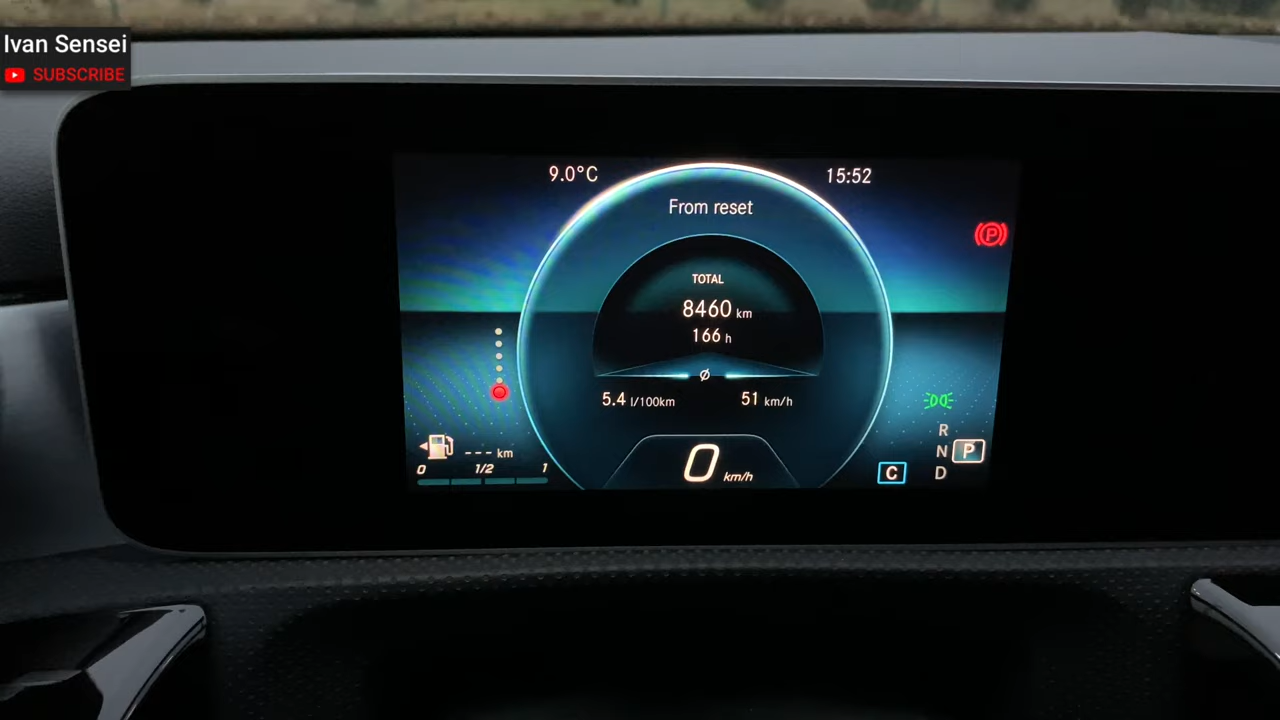 Ivan Sensei
SUBSCRIBE
9.0°C
15:52
From reset
P
TOTAL
8460 km
166 h
Ø
5.4 l/100km
51 km/h
--- km
0 1/2 1
0 km/h
C
R
N P
D